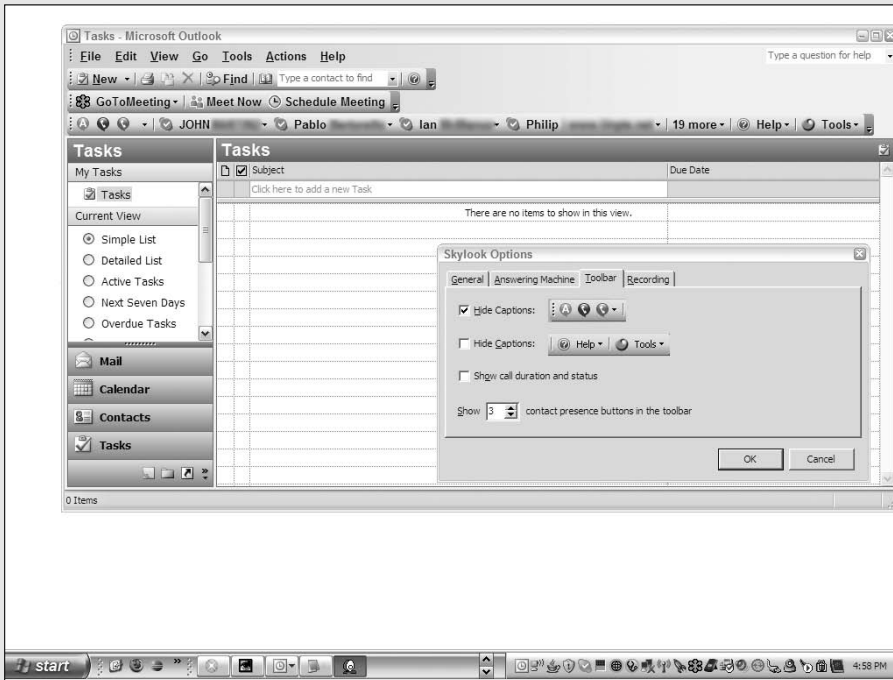 Tasks - Microsoft Outlook
File Edit View Go Tools Actions Help Type a question for help
New Find Type a contact to find
GoToMeeting Meet Now Schedule Meeting
JOHN Pablo Ian Philip 19 more Help Tools
Tasks Tasks
My Tasks Subject Due Date
Tasks Click here to add a new Task
Current View There are no items to show in this view.
Simple List
Detailed List
Active Tasks
Next Seven Days
Overdue Tasks
Mail
Calendar
Contacts
Tasks
0 Items
Skylook Options
General Answering Machine Toolbar Recording
Hide Captions:
Hide Captions: Help Tools
Show call duration and status
Show 3 contact presence buttons in the toolbar
OK Cancel
start 4:58 PM